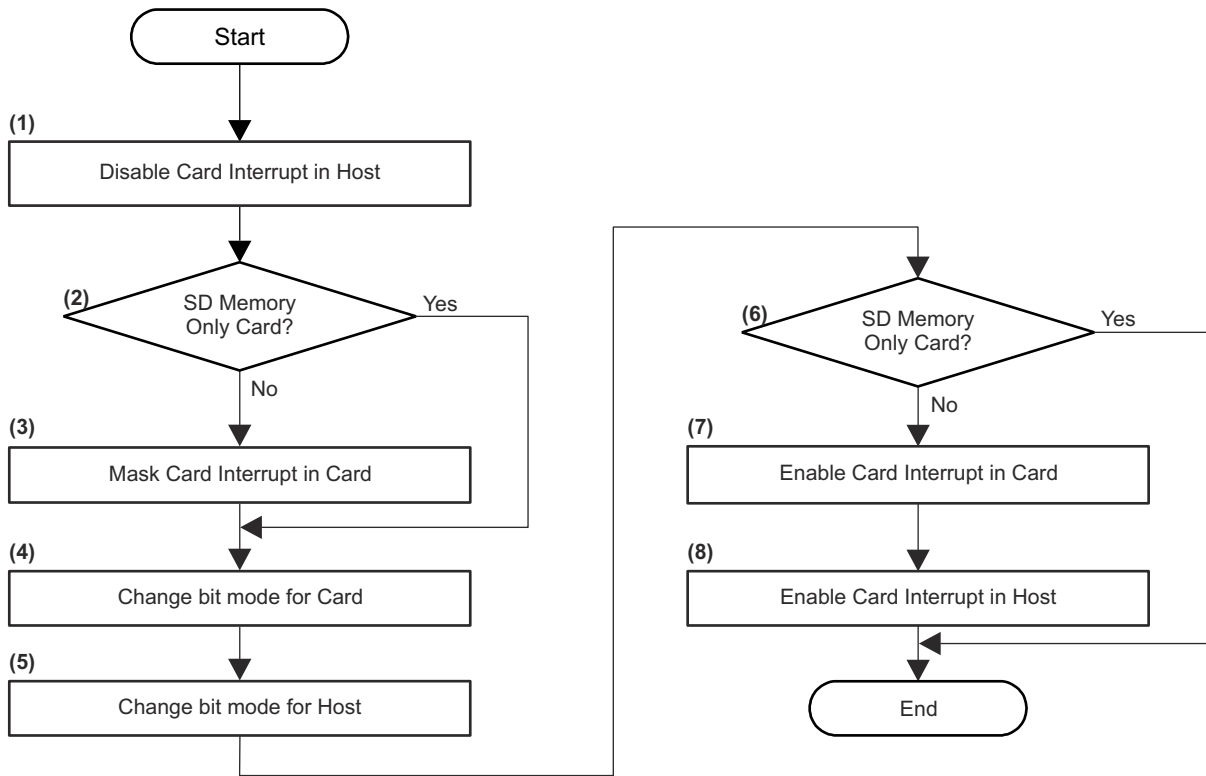 Start
(1)
Disable Card Interrupt in Host
(2)
SD Memory
Only Card?
Yes
No
(3)
Mask Card Interrupt in Card
(4)
Change bit mode for Card
(5)
Change bit mode for Host
(6)
SD Memory
Only Card?
Yes
No
(7)
Enable Card Interrupt in Card
(8)
Enable Card Interrupt in Host
End